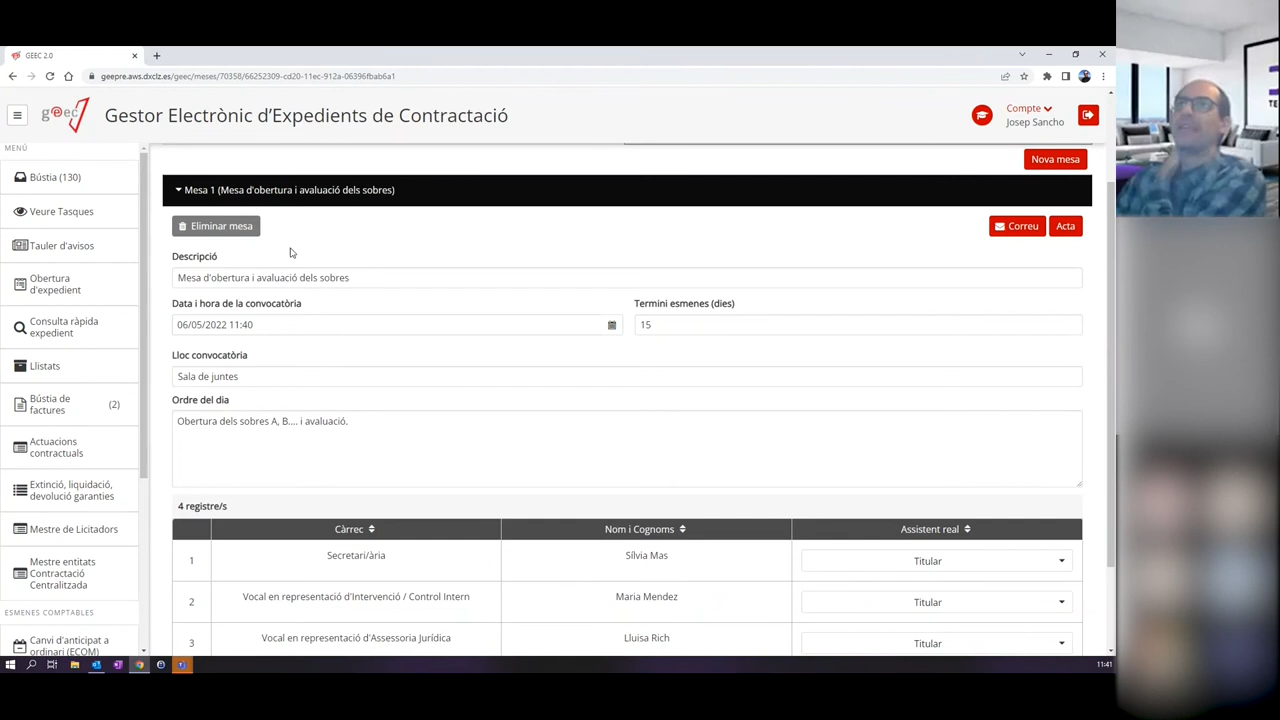 GEEC 2.0
geepre.aws.dxclz.es/geec/meses/70358/66252309-cd20-11ec-912a-06396fbab6a1
geec
Gestor Electrònic d'Expedients de Contractació
Compte
Josep Sancho
MENÚ
Bústia (130)
Veure Tasques
Tauler d'avisos
Obertura
d'expedient
Consulta ràpida
expedient
Llistats
Bústia de
factures
(2)
Actuacions
contractuals
Extinció, liquidació,
devolució garanties
Mestre de Licitadors
Mestre entitats
Contractació
Centralitzada
ESMENES COMPTABLES
Canvi d'anticipat a
ordinari (ECOM)
Nova mesa
Mesa 1 (Mesa d'obertura i avaluació dels sobres)
Eliminar mesa
Correu
Acta
Descripció
Mesa d'obertura i avaluació dels sobres
Data i hora de la convocatòria
Termini esmenes (dies)
06/05/2022 11:40
15
Lloc convocatòria
Sala de juntes
Ordre del dia
Obertura dels sobres A, B.... i avaluació.
4 registre/s
Càrrec
Nom i Cognoms
Assistent real
1
Secretari/ària
Sílvia Mas
Titular
2
Vocal en representació d'Intervenció / Control Intern
Maria Mendez
Titular
3
Vocal en representació d'Assessoria Jurídica
Lluisa Rich
Titular
11:41